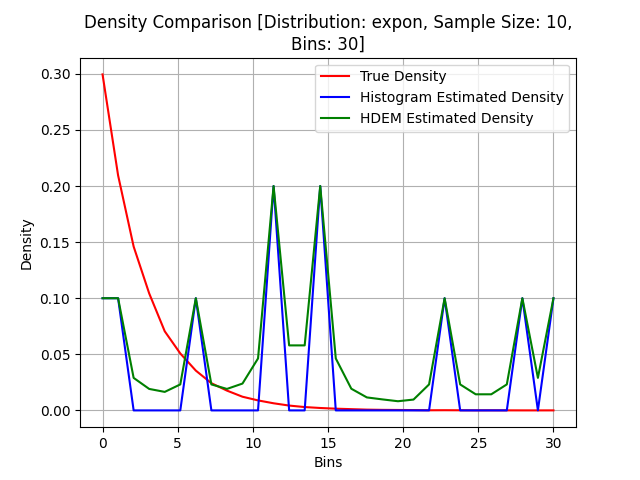 Density Comparison [Distribution: expon, Sample Size: 10,
Bins: 30]
True Density
Histogram Estimated Density
HDEM Estimated Density
Density
0.30
0.25
0.20
0.15
0.10
0.05
0.00
0 5 10 15 20 25 30
Bins